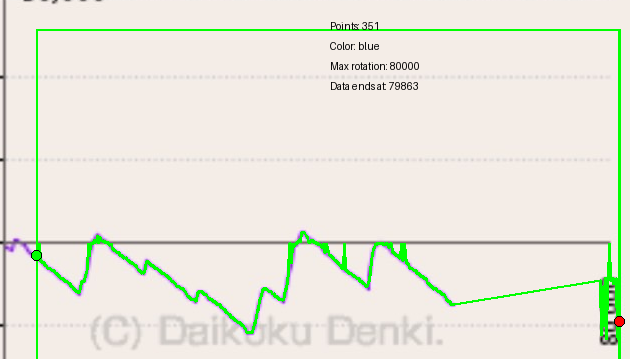 Points: 351
Color: blue
Max rotation: 80000
Data ends at: 79863
(C) Daikoku Denki.